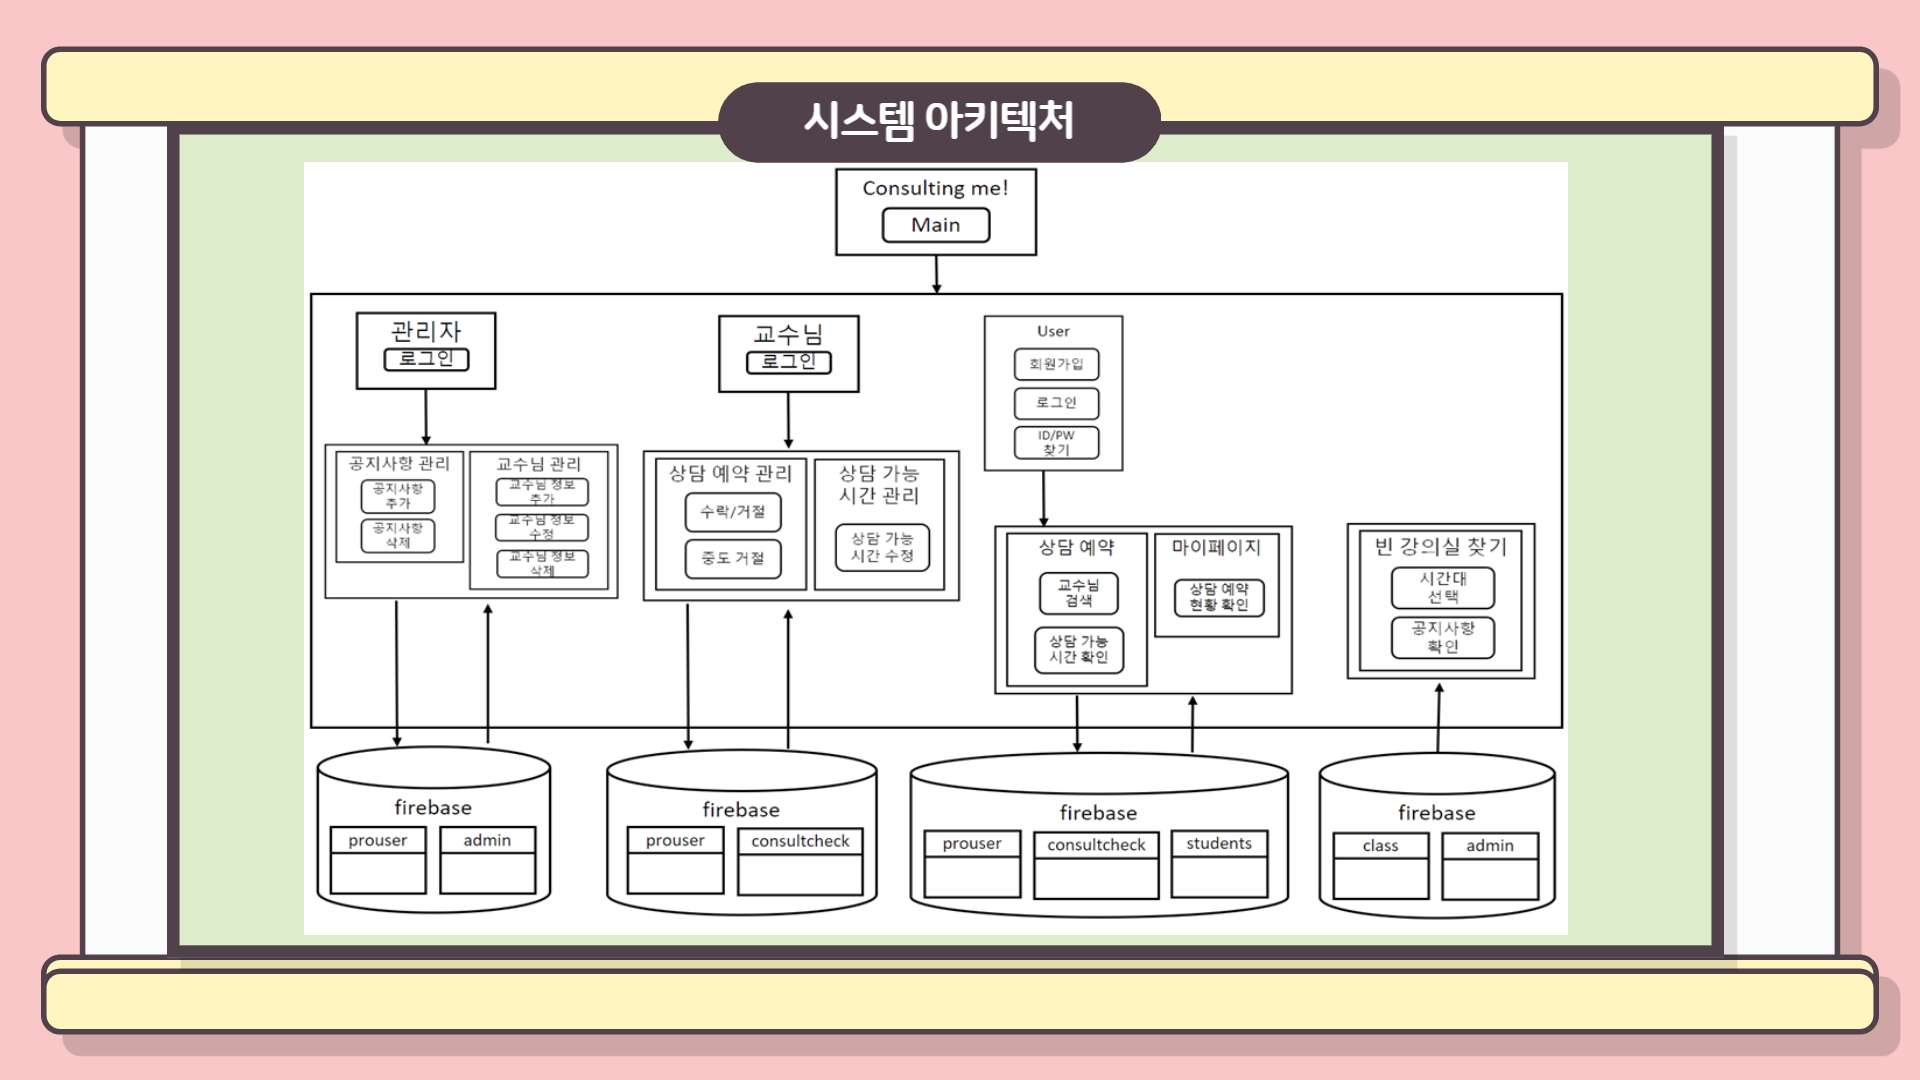 시스템 아키텍처
Consulting me!
Main
관리자
로그인
공지사항 관리
공지사항
추가
공지사항
삭제
교수님 관리
교수님 정보
추가
교수님 정보
수정
교수님 정보
삭제
교수님
로그인
상담 예약 관리
수락/거절
중도 거절
상담 가능
시간 관리
상담 가능
시간 수정
User
회원가입
로그인
ID/PW
찾기
상담 예약
교수님
검색
상담 가능
시간 확인
마이페이지
상담 예약
현황 확인
빈 강의실 찾기
시간대
선택
공지사항
확인
firebase
prouser
admin
firebase
prouser
consultcheck
firebase
prouser
consultcheck
students
firebase
class
admin